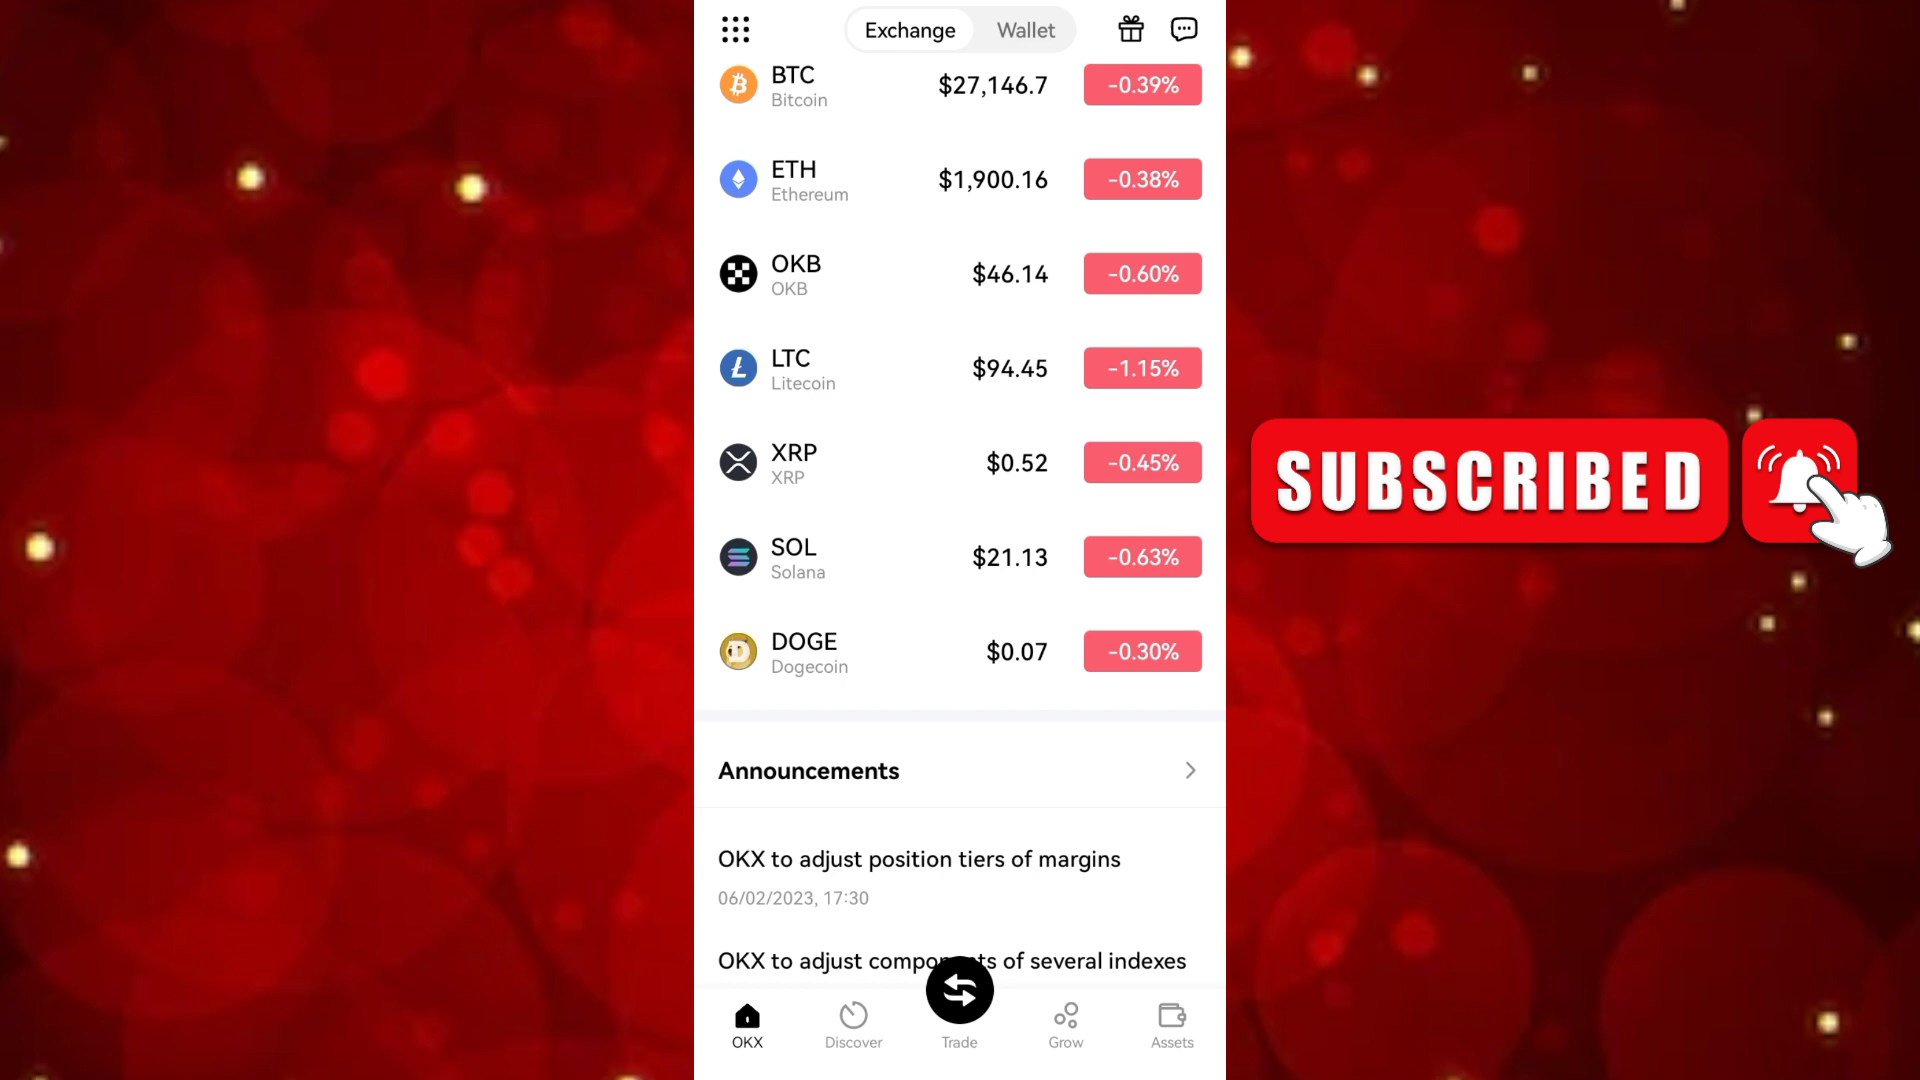 Exchange Wallet
BTC $27,146.7 -0.39%
Bitcoin
ETH $1,900.16 -0.38%
Ethereum
OKB $46.14 -0.60%
OKB
LTC $94.45 -1.15%
Litecoin
XRP $0.52 -0.45%
XRP
SUBSCRIBED
SOL $21.13 -0.63%
Solana
DOGE $0.07 -0.30%
Dogecoin
Announcements
OKX to adjust position tiers of margins
06/02/2023, 17:30
OKX to adjust components of several indexes
OKX Discover Trade Grow Assets